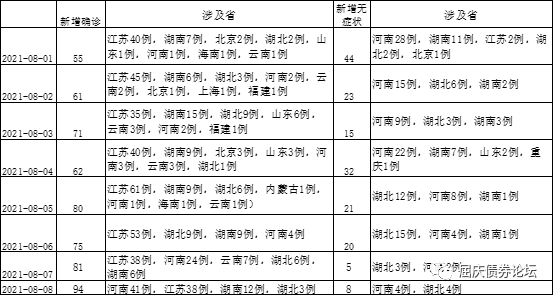 新增确诊 涉及省 新增无症状 涉及省
2021-08-01 55 江苏40例，湖南7例，北京2例，湖北2例，山东1例，河南1例，海南1例，云南1例 44 河南28例，湖南11例，江苏2例，湖北2例，北京1例
2021-08-02 61 江苏45例，湖南6例，湖北3例，河南2例，云南2例，北京1例，上海1例，福建1例 23 河南15例，湖北6例，湖南2例
2021-08-03 71 江苏35例，湖南15例，湖北9例，山东6例，云南3例，河南2例，福建1例 15 河南9例，湖北3例，湖南3例
2021-08-04 62 江苏40例，湖南9例，北京3例，山东3例，河南3例，云南3例，湖北1例 32 河南22例，湖南7例，山东2例，重庆1例
2021-08-05 80 江苏61例，湖南9例，湖北6例，内蒙古1例，河南1例，海南1例，云南1例） 21 湖北12例，河南8例，湖南1例
2021-08-06 75 江苏53例，湖北9例，湖南9例，河南4例 20 湖北15例，河南4例，湖南1例
2021-08-07 81 江苏38例，河南24例，云南7例，湖北6例，湖南6例 5 湖北3例，河南2例
2021-08-08 94 河南41例，江苏38例，湖南12例，湖北3例 8 河南4例，湖北4例
屈庆债券论坛